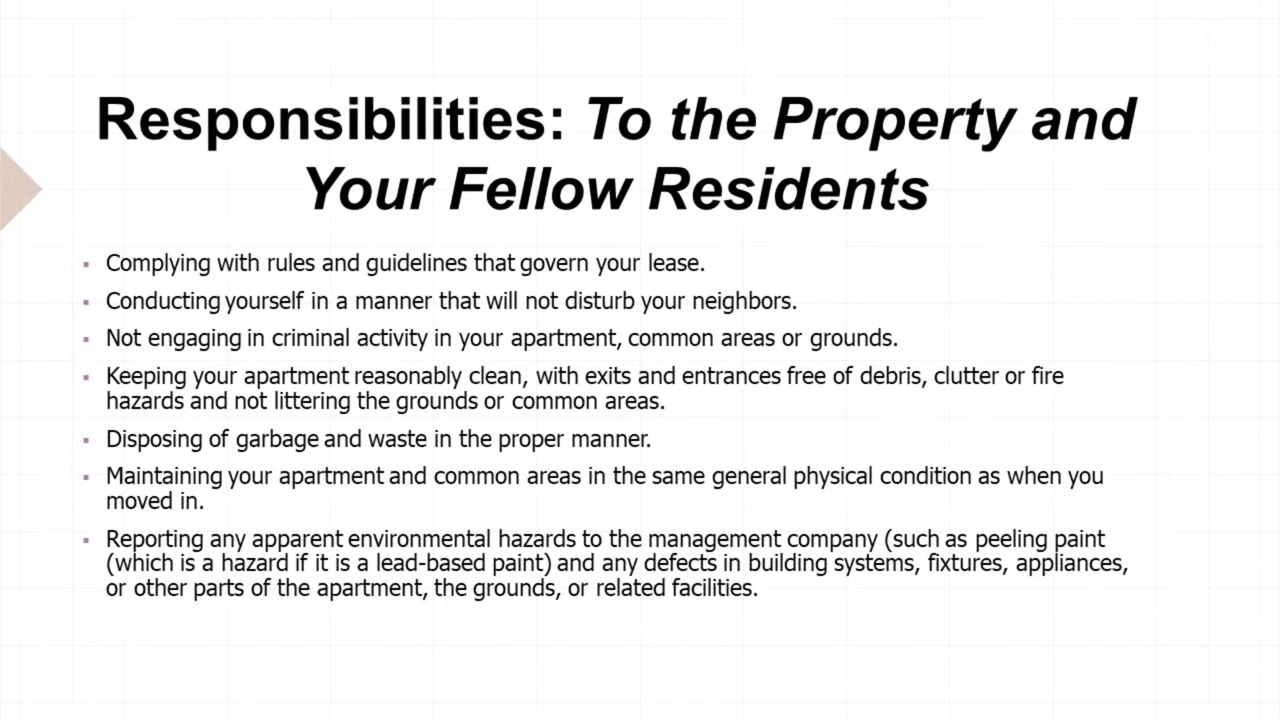 Responsibilities: To the Property and
Your Fellow Residents
▪ Complying with rules and guidelines that govern your lease.
▪ Conducting yourself in a manner that will not disturb your neighbors.
▪ Not engaging in criminal activity in your apartment, common areas or grounds.
▪ Keeping your apartment reasonably clean, with exits and entrances free of debris, clutter or fire
hazards and not littering the grounds or common areas.
▪ Disposing of garbage and waste in the proper manner.
▪ Maintaining your apartment and common areas in the same general physical condition as when you
moved in.
▪ Reporting any apparent environmental hazards to the management company (such as peeling paint
(which is a hazard if it is a lead-based paint) and any defects in building systems, fixtures, appliances,
or other parts of the apartment, the grounds, or related facilities.